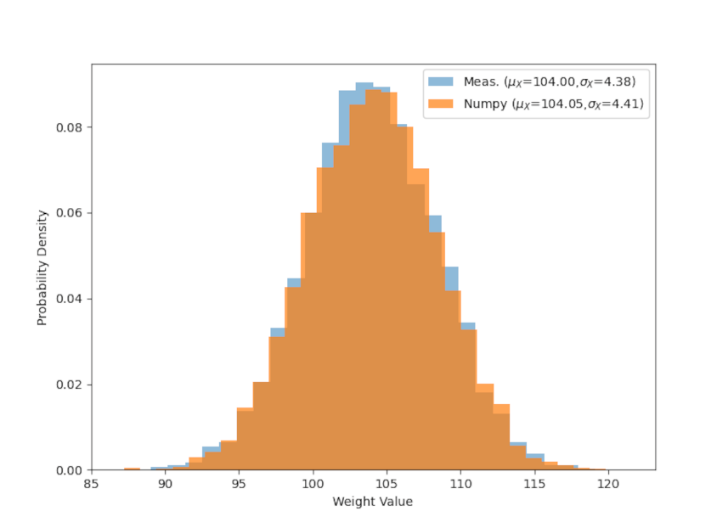 Meas. (μX=104.00,σX=4.38)
Numpy (μX=104.05,σX=4.41)
Probability Density
0.08
0.06
0.04
0.02
0.00
85 90 95 100 105 110 115 120
Weight Value